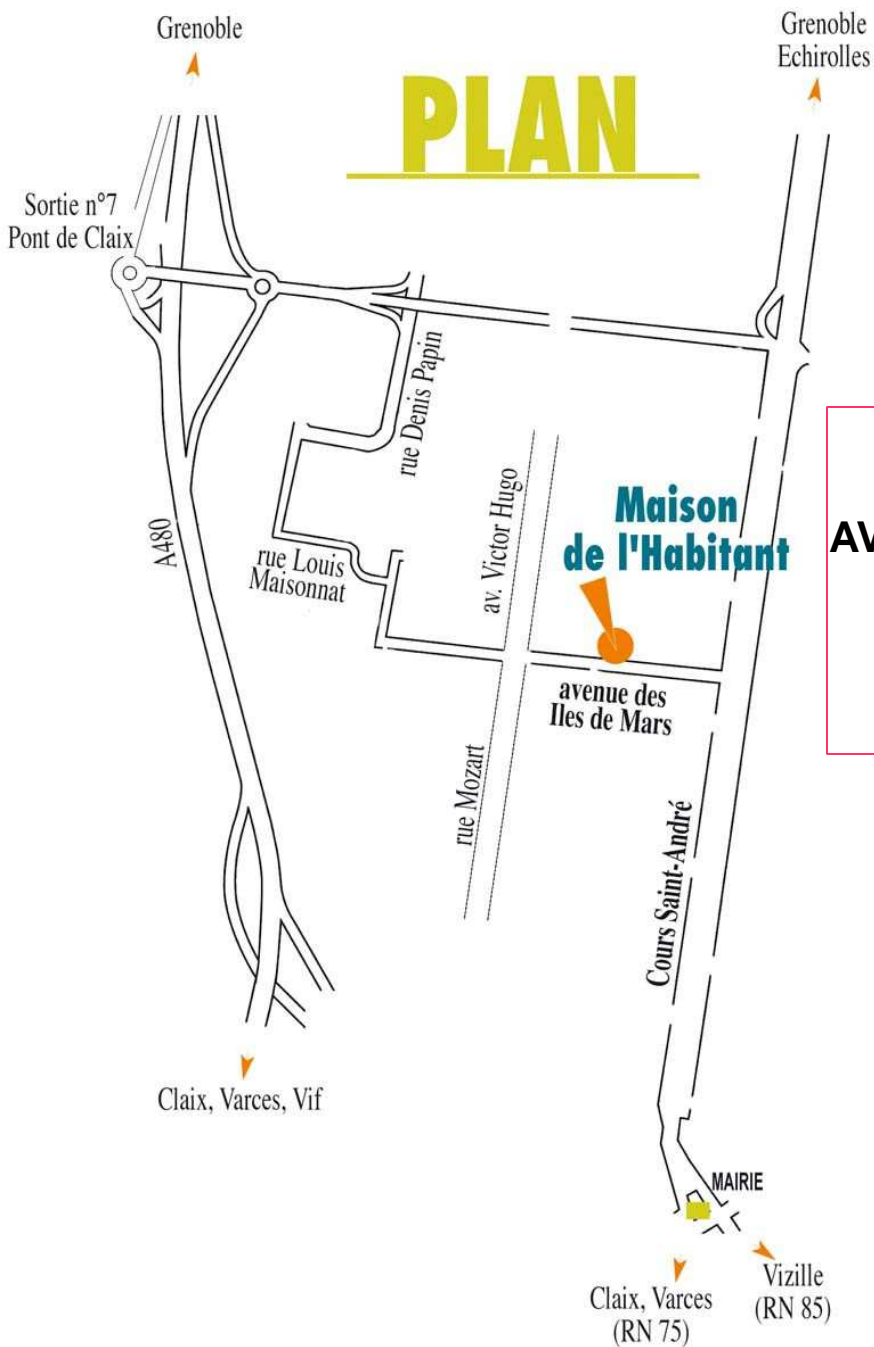 Grenoble
Grenoble
Echirolles
PLAN
Sortie n°7
Pont de Claix
rue Denis Papin
A480
rue Louis
Maisonnat
av. Victor Hugo
Maison
de l'Habitant
AV
avenue des
Iles de Mars
rue Mozart
Cours Saint-André
Claix, Varces, Vif
MAIRIE
Claix, Varces
(RN 75)
Vizille
(RN 85)